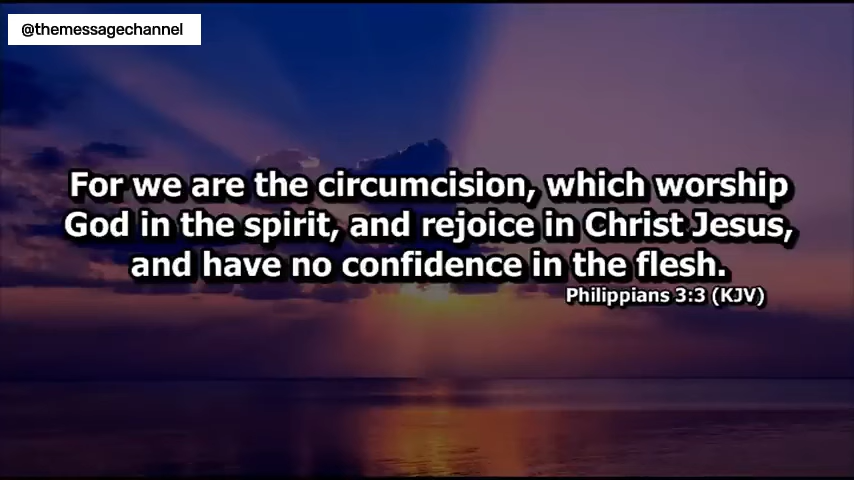 @themessagechannel
For we are the circumcision, which worship
God in the spirit, and rejoice in Christ Jesus,
and have no confidence in the flesh.
Philippians 3:3 (KJV)